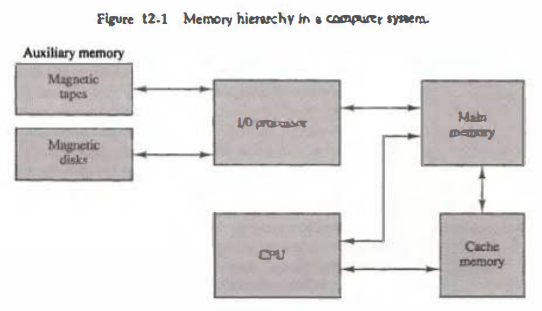 Figure 12-1 Memory hierarchy in a computer system.
Auxiliary memory
Magnetic
tapes
I/O processor
Main
memory
Magnetic
disks
CPU
Cache
memory